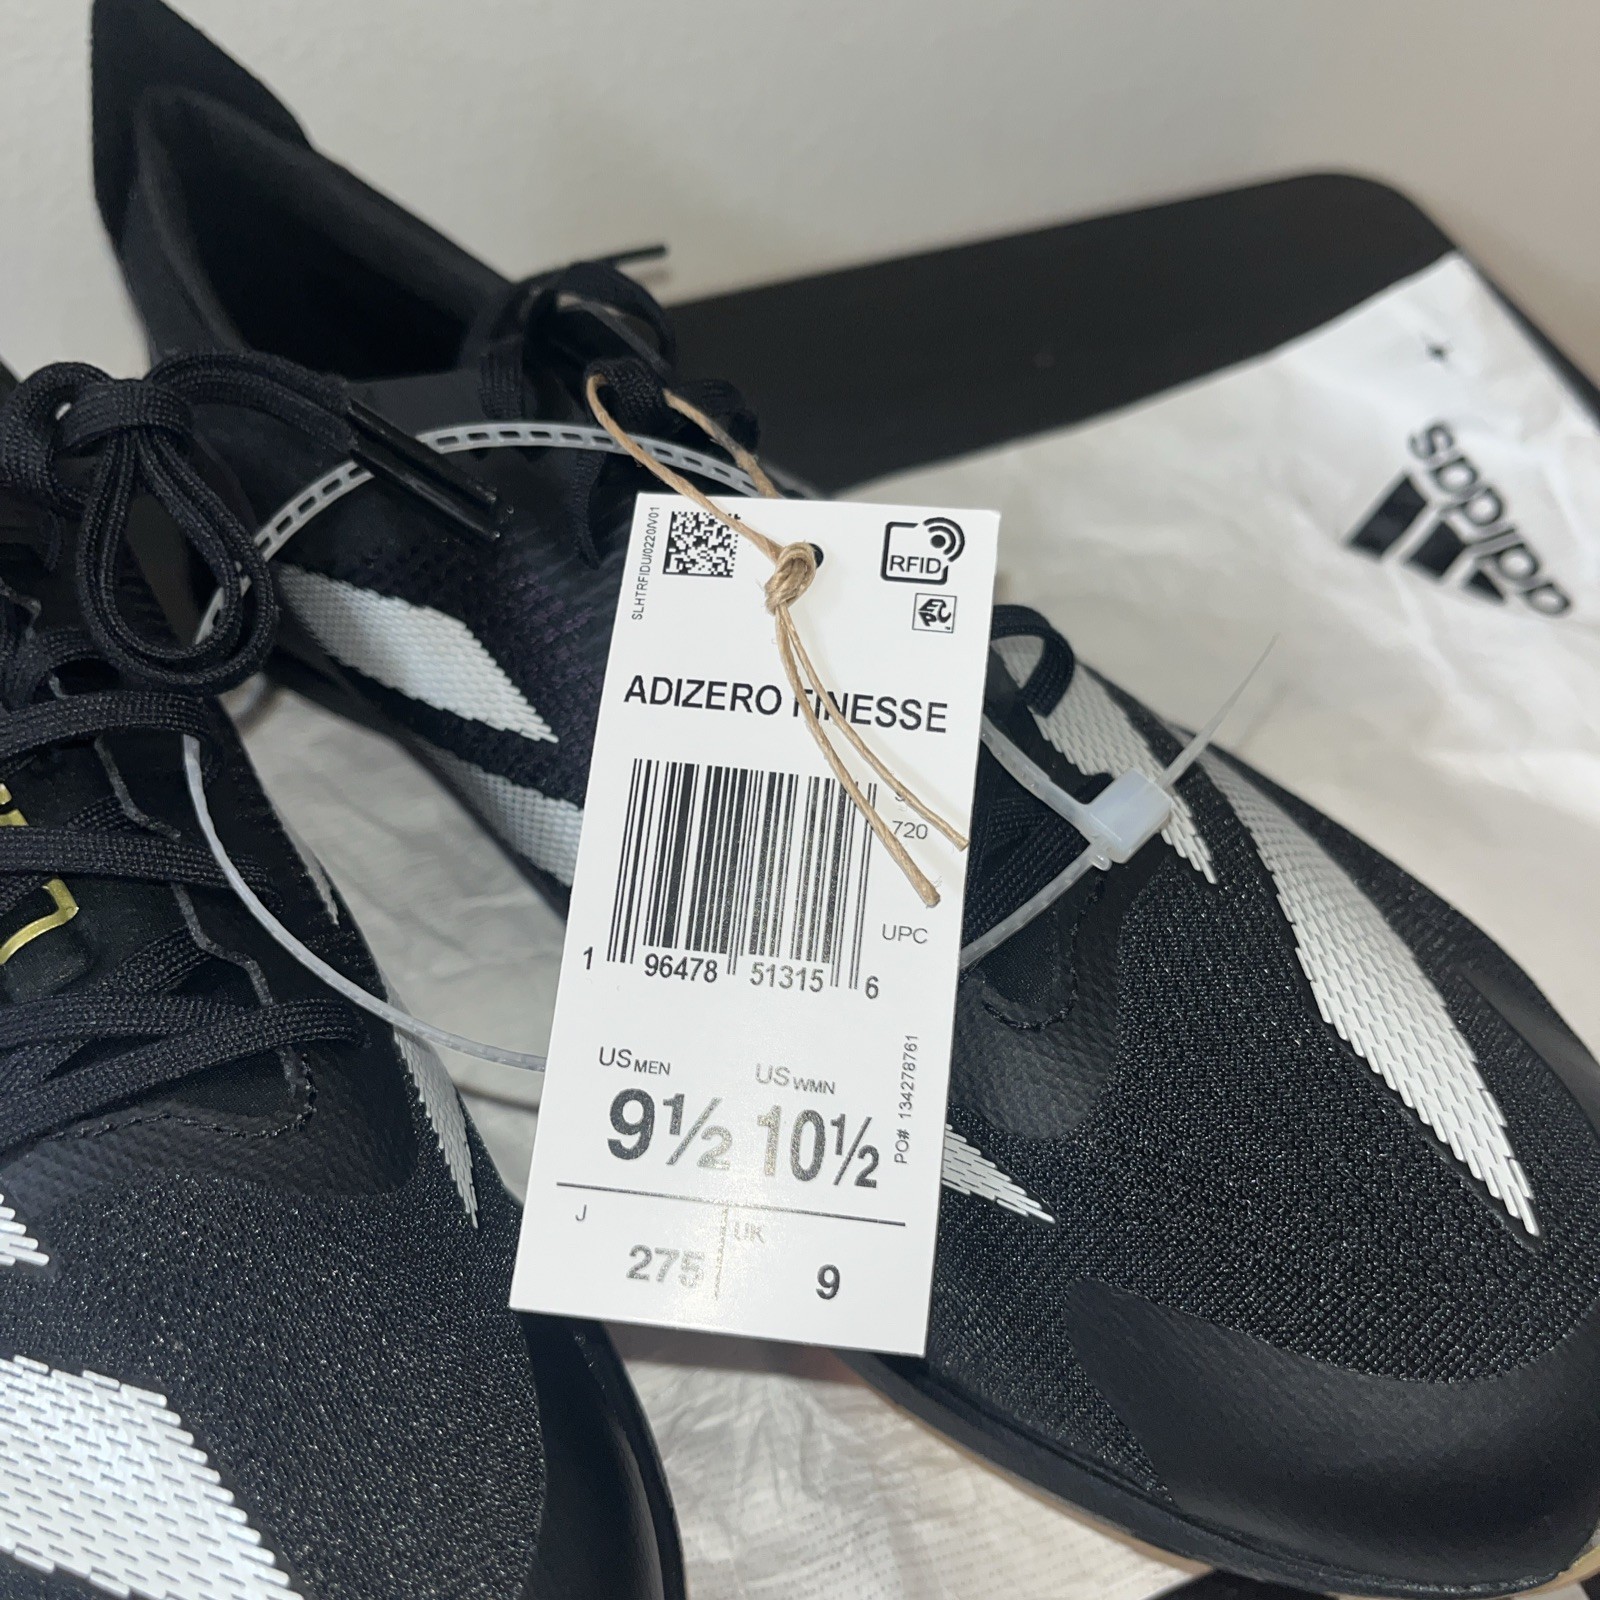 SLHTRFIDU/0220/V01
RFID
EPC
adidas
ADIZERO FINESSE
720
UPC
1 96478 51315 6
US MEN US WMN
9½ 10½
PO# 134278761
J UK
275 9